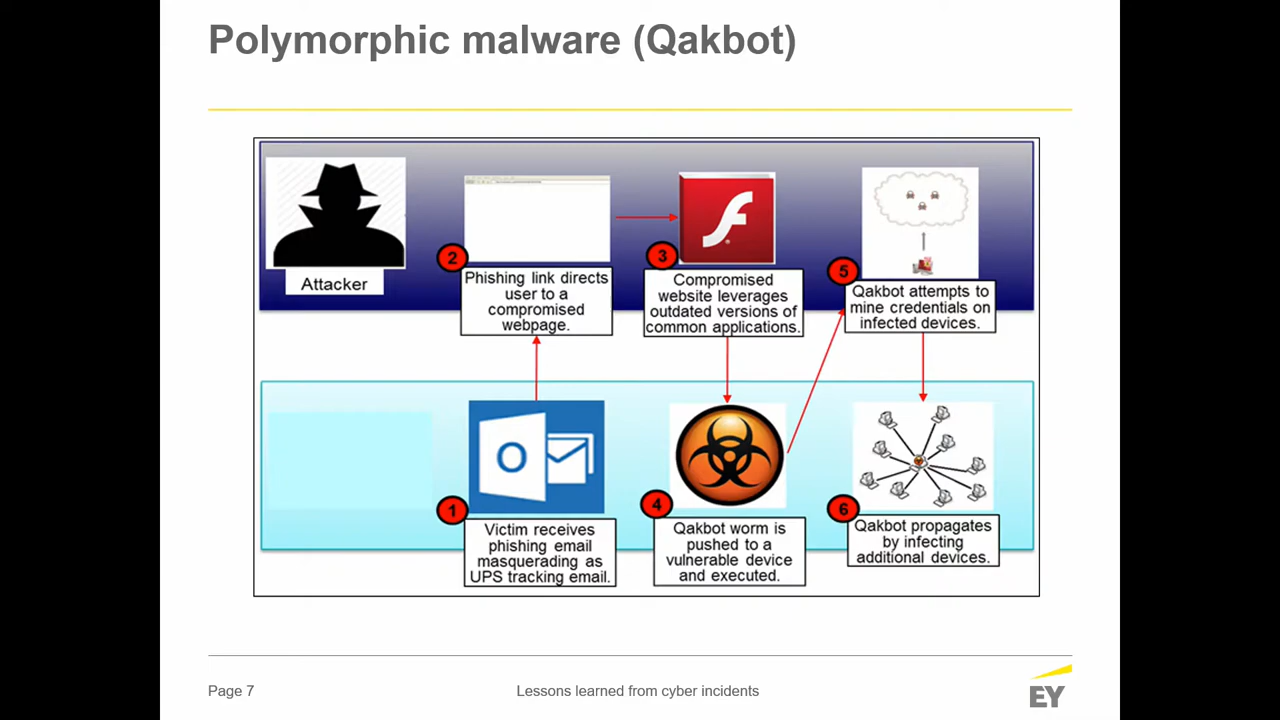 Polymorphic malware (Qakbot)
Attacker
2
Phishing link directs
user to a
compromised
webpage.
3
Compromised
website leverages
outdated versions of
common applications.
5
Qakbot attempts to
mine credentials on
infected devices.
1
Victim receives
phishing email
masquerading as
UPS tracking email.
4
Qakbot worm is
pushed to a
vulnerable device
and executed.
6
Qakbot propagates
by infecting
additional devices.
Page 7
Lessons learned from cyber incidents
EY